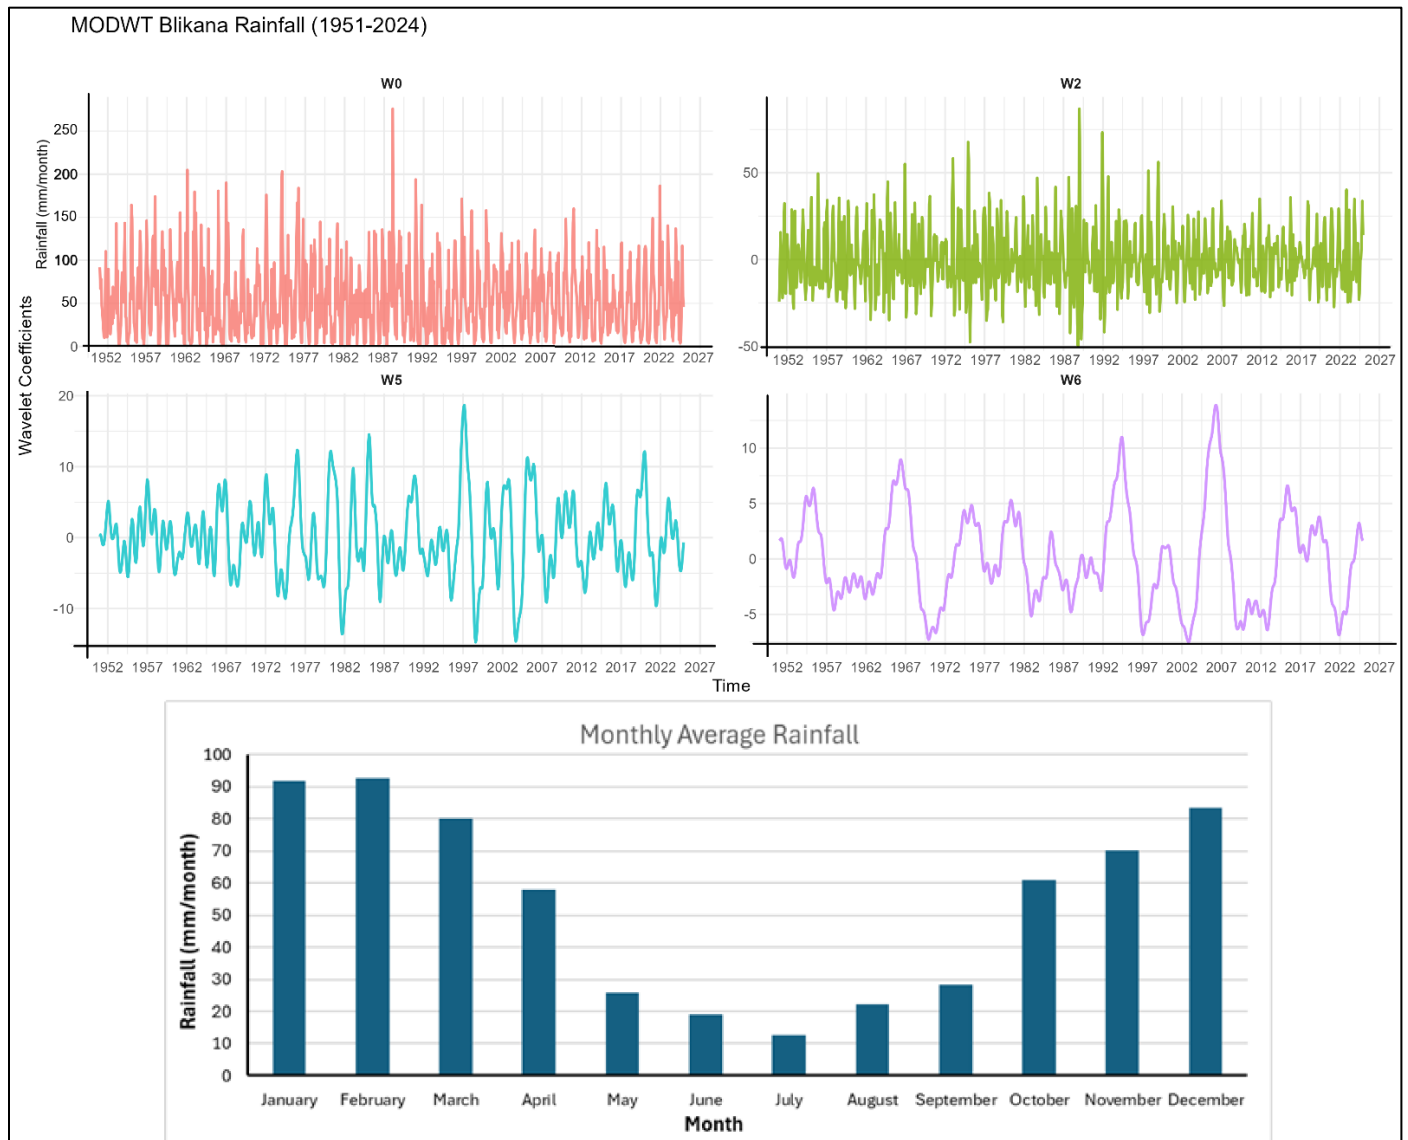 MODWT Blikana Rainfall (1951-2024)
W0
W2
Wavelet Coefficients
Rainfall (mm/month)
250
200
150
100
50
0
1952 1957 1962 1967 1972 1977 1982 1987 1992 1997 2002 2007 2012 2017 2022 2027
50
0
-50
1952 1957 1962 1967 1972 1977 1982 1987 1992 1997 2002 2007 2012 2017 2022 2027
W5
W6
20
10
0
-10
1952 1957 1962 1967 1972 1977 1982 1987 1992 1997 2002 2007 2012 2017 2022 2027
10
5
0
-5
1952 1957 1962 1967 1972 1977 1982 1987 1992 1997 2002 2007 2012 2017 2022 2027
Time
Monthly Average Rainfall
Rainfall (mm/month)
100
90
80
70
60
50
40
30
20
10
0
January February March April May June July August September October November December
Month